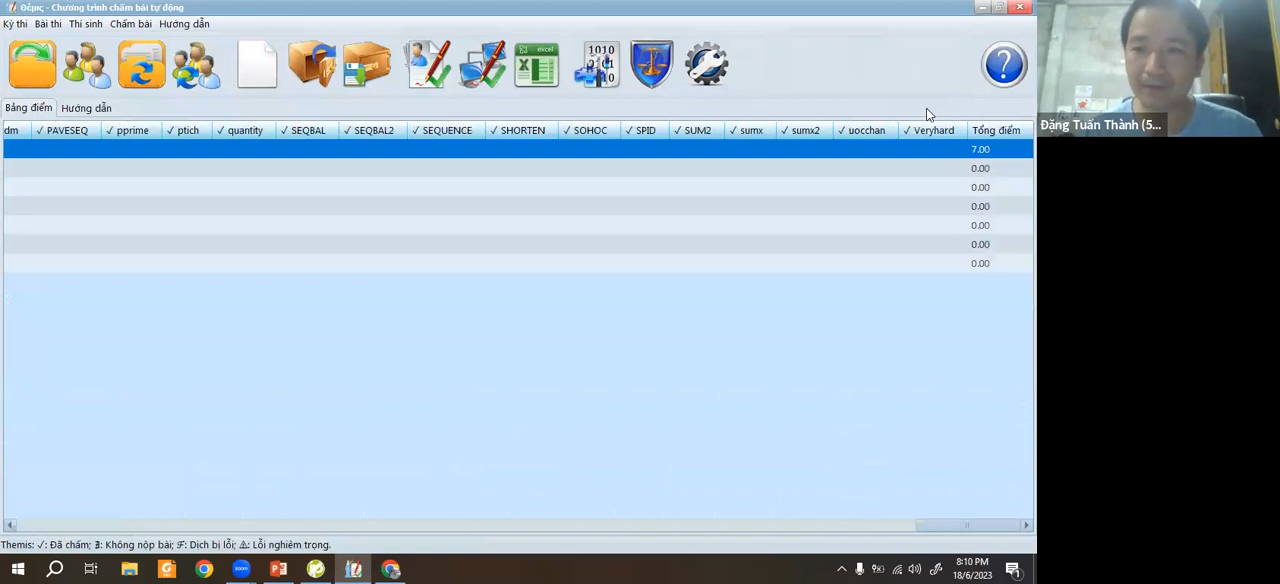 Θέμις - Chương trình chấm bài tự động
Kỳ thi Bài thi Thí sinh Chấm bài Hướng dẫn
excel
1010
Bảng điểm Hướng dẫn
dm ✓ PAVESEQ ✓ pprime ✓ ptich ✓ quantity ✓ SEQBAL ✓ SEQBAL2 ✓ SEQUENCE ✓ SHORTEN ✓ SOHOC ✓ SPID ✓ SUM2 ✓ sumx ✓ sumx2 ✓ uocchan ✓ Veryhard Tổng điểm
7.00
0.00
0.00
0.00
0.00
0.00
0.00
Đặng Tuấn Thành (5...
Themis: √: Đã chấm; ∄: Không nộp bài; ℱ: Dịch bị lỗi; ⚠: Lỗi nghiêm trọng.
zoom
8:10 PM
18/6/2023
1